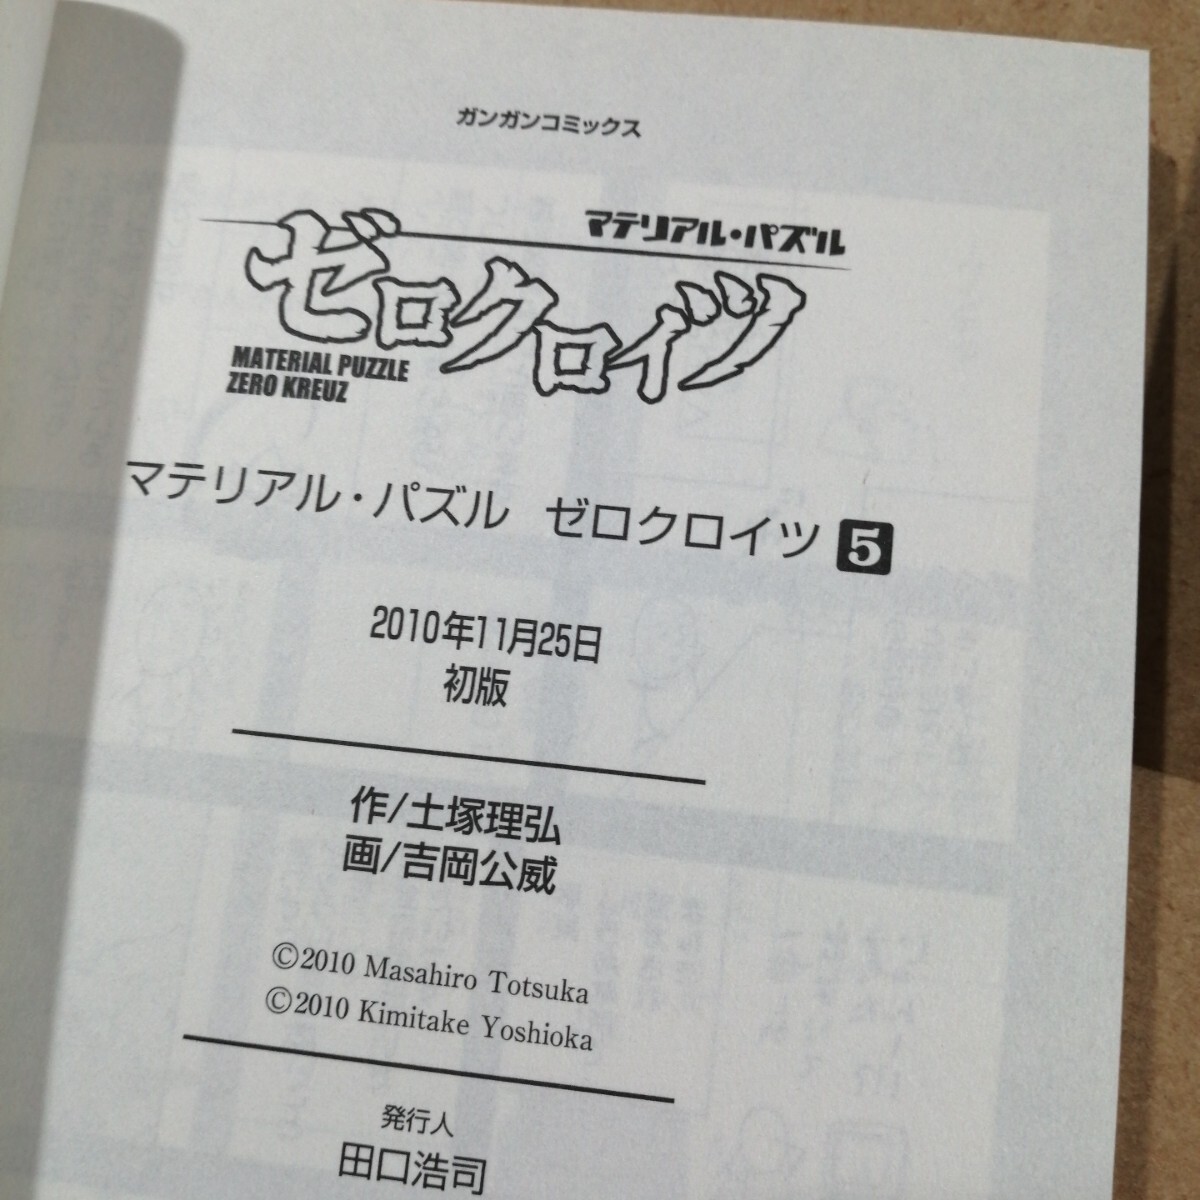 ガンガンコミックス
マテリアル・パズル
ゼロクロイツ
MATERIAL PUZZLE
ZERO KREUZ
マテリアル・パズル ゼロクロイツ 5
2010年11月25日
初版
作/土塚理弘
画/吉岡公威
©2010 Masahiro Totsuka
©2010 Kimitake Yoshioka
発行人
田口浩司